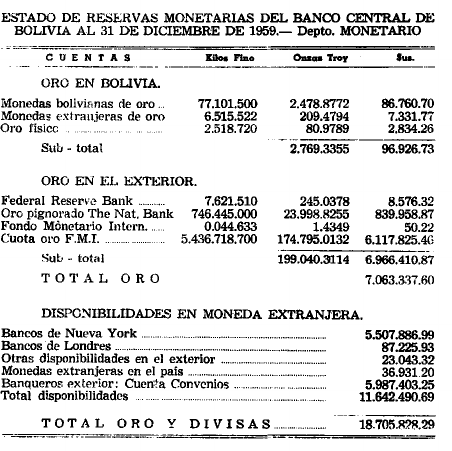 ESTADO DE RESERVAS MONETARIAS DEL BANCO CENTRAL DE
BOLIVIA AL 31 DE DICIEMBRE DE 1959.— Depto. MONETARIO
CUENTAS Kilos Fino Onzas Troy $us.
ORO EN BOLIVIA.
Monedas bolivianas de oro ... 77.101.500 2.478.8772 86.760.70
Monedas extranjeras de oro 6.515.522 209.4794 7.331.77
Oro físico ........ 2.518.720 80.9789 2.834.26
Sub - total 2.769.3355 96.926.73
ORO EN EL EXTERIOR.
Federal Reserve Bank ........ 7.621.510 245.0378 8.576.32
Oro pignorado The Nat. Bank 746.445.000 23.998.8255 839.958.87
Fondo Monetario Intern. ..... 0.044.633 1.4349 50.22
Cuota oro F.M.I. ........ 5.436.718.700 174.795.0132 6.117.825.46
Sub - total 199.040.3114 6.966.410.87
TOTAL ORO 7.063.337.60
DISPONIBILIDADES EN MONEDA EXTRANJERA.
Bancos de Nueva York ........ 5.507.886.99
Bancos de Londres ........ 87.225.93
Otras disponibilidades en el exterior ........ 23.043.32
Monedas extranjeras en el país ........ 36.931.20
Banqueros exterior: Cuenta Convenios ........ 5.987.403.25
Total disponibilidades ........ 11.642.490.69
TOTAL ORO Y DIVISAS ........ 18.705.828.29